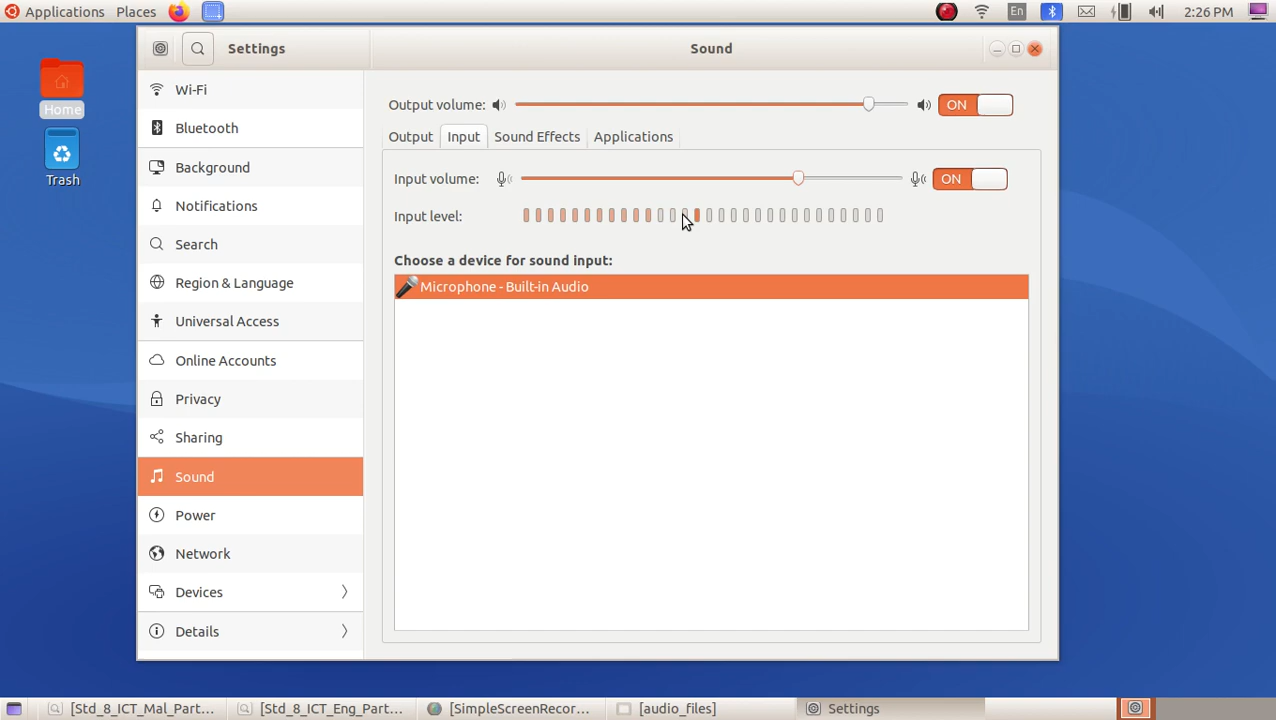 Applications Places En 2:26 PM
Settings Sound
Home
Trash
Wi-Fi
Bluetooth
Background
Notifications
Search
Region & Language
Universal Access
Online Accounts
Privacy
Sharing
Sound
Power
Network
Devices
Details
Output volume: ON
Output Input Sound Effects Applications
Input volume: ON
Input level:
Choose a device for sound input:
Microphone - Built-in Audio
[Std_8_ICT_Mal_Part... [Std_8_ICT_Eng_Part... [SimpleScreenRecor... [audio_files] Settings